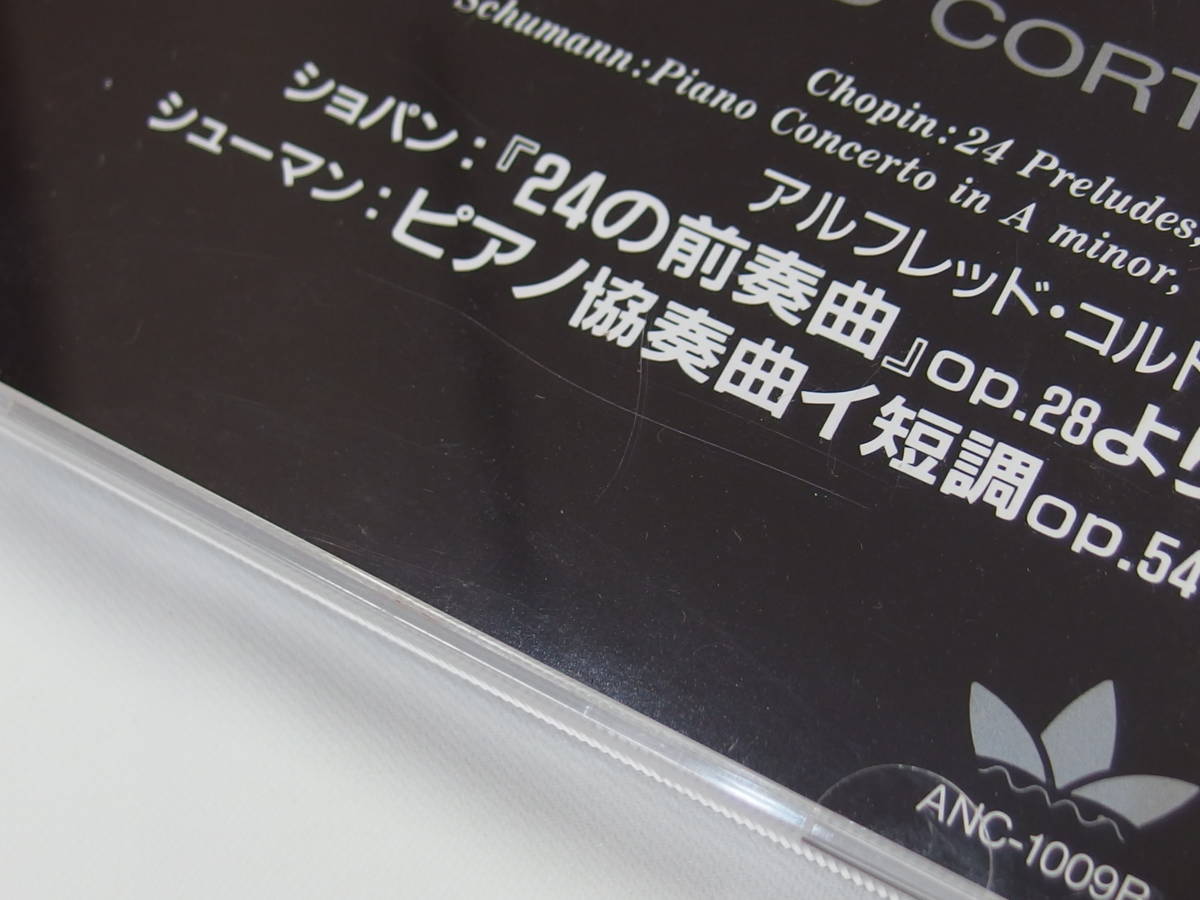 CORT
Chopin:24 Preludes,
Schumann:Piano Concerto in A minor,
アルフレッド・コルト
ショパン:『24の前奏曲』op.28より
シューマン:ピアノ協奏曲イ短調op.54
ANC-1009